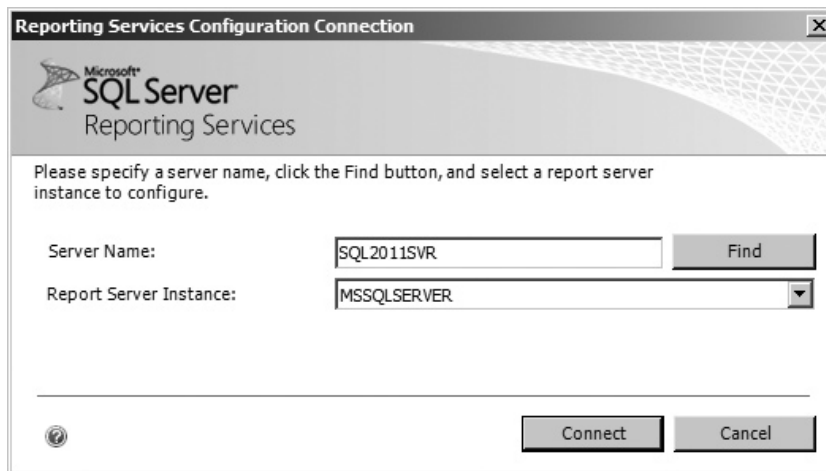 Reporting Services Configuration Connection
Microsoft®
SQL Server®
Reporting Services
Please specify a server name, click the Find button, and select a report server
instance to configure.
Server Name: SQL2011SVR Find
Report Server Instance: MSSQLSERVER
Connect Cancel